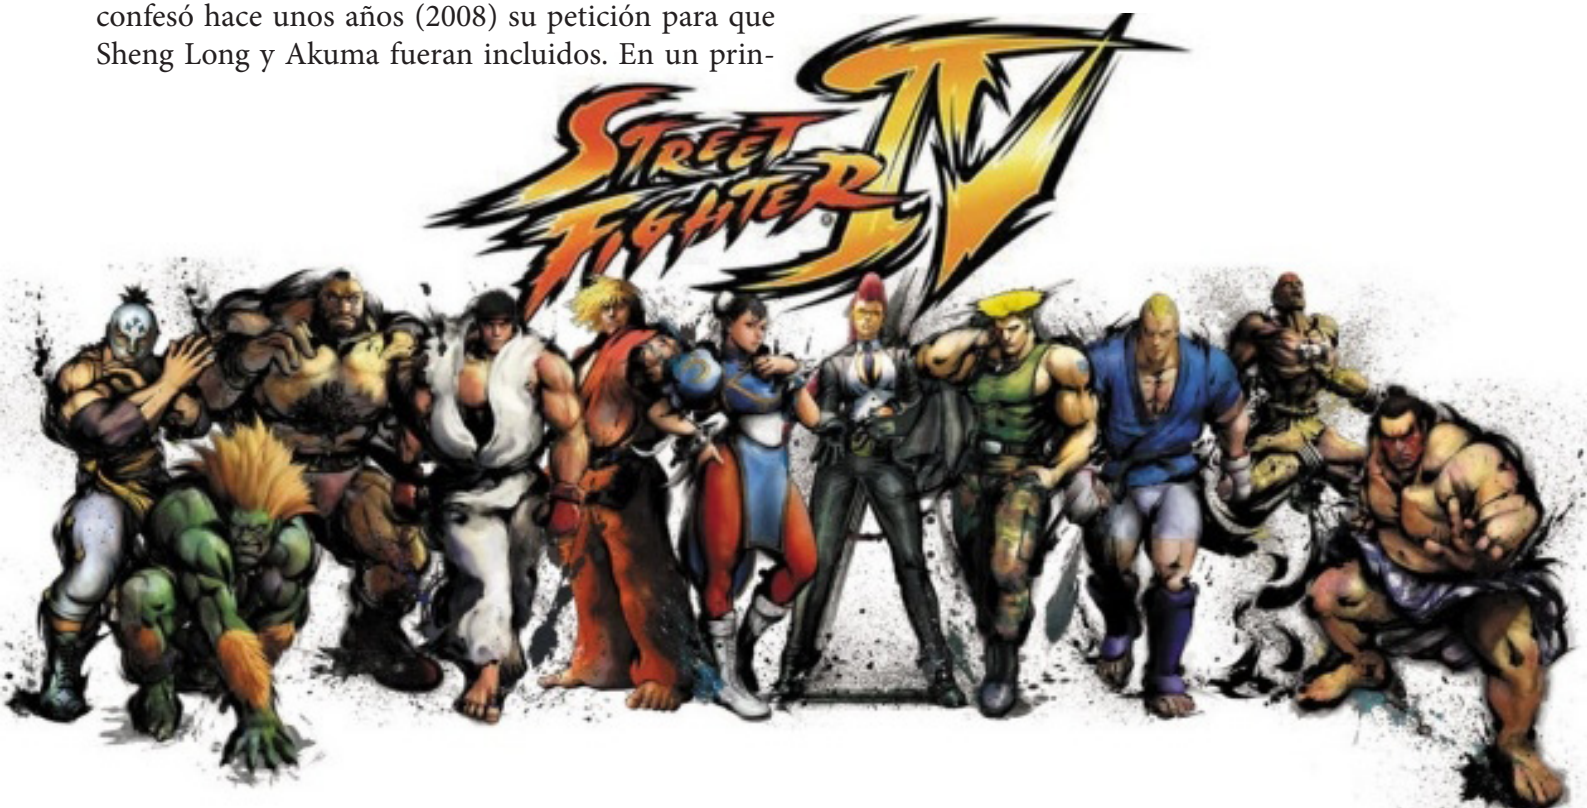 confesó hace unos años (2008) su petición para que
Sheng Long y Akuma fueran incluidos. En un prin-
STREET
FIGHTER IV
®